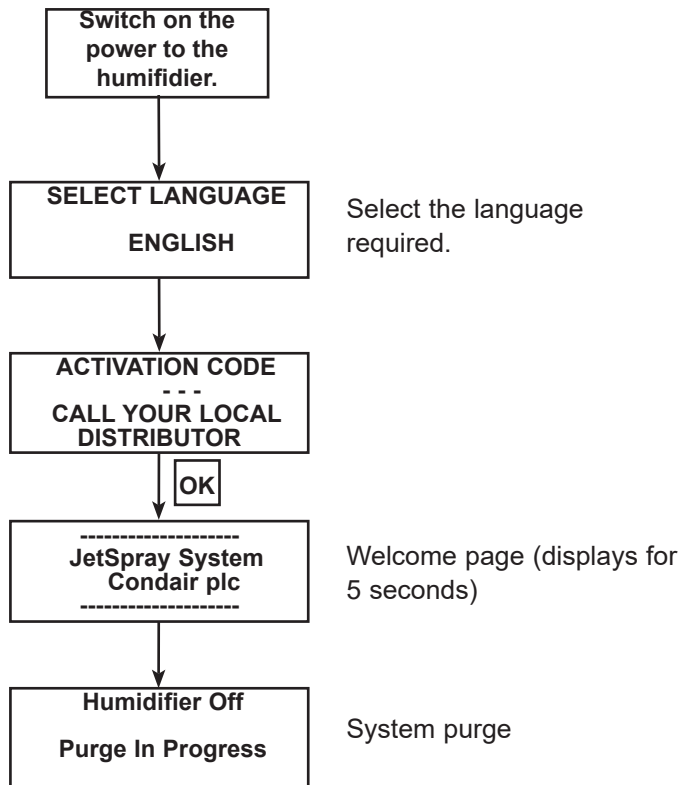 Switch on the
power to the
humifidier.
SELECT LANGUAGE
ENGLISH
Select the language
required.
ACTIVATION CODE
- - -
CALL YOUR LOCAL
DISTRIBUTOR
OK
--------------------
JetSpray System
Condair plc
--------------------
Welcome page (displays for
5 seconds)
Humidifier Off
Purge In Progress
System purge